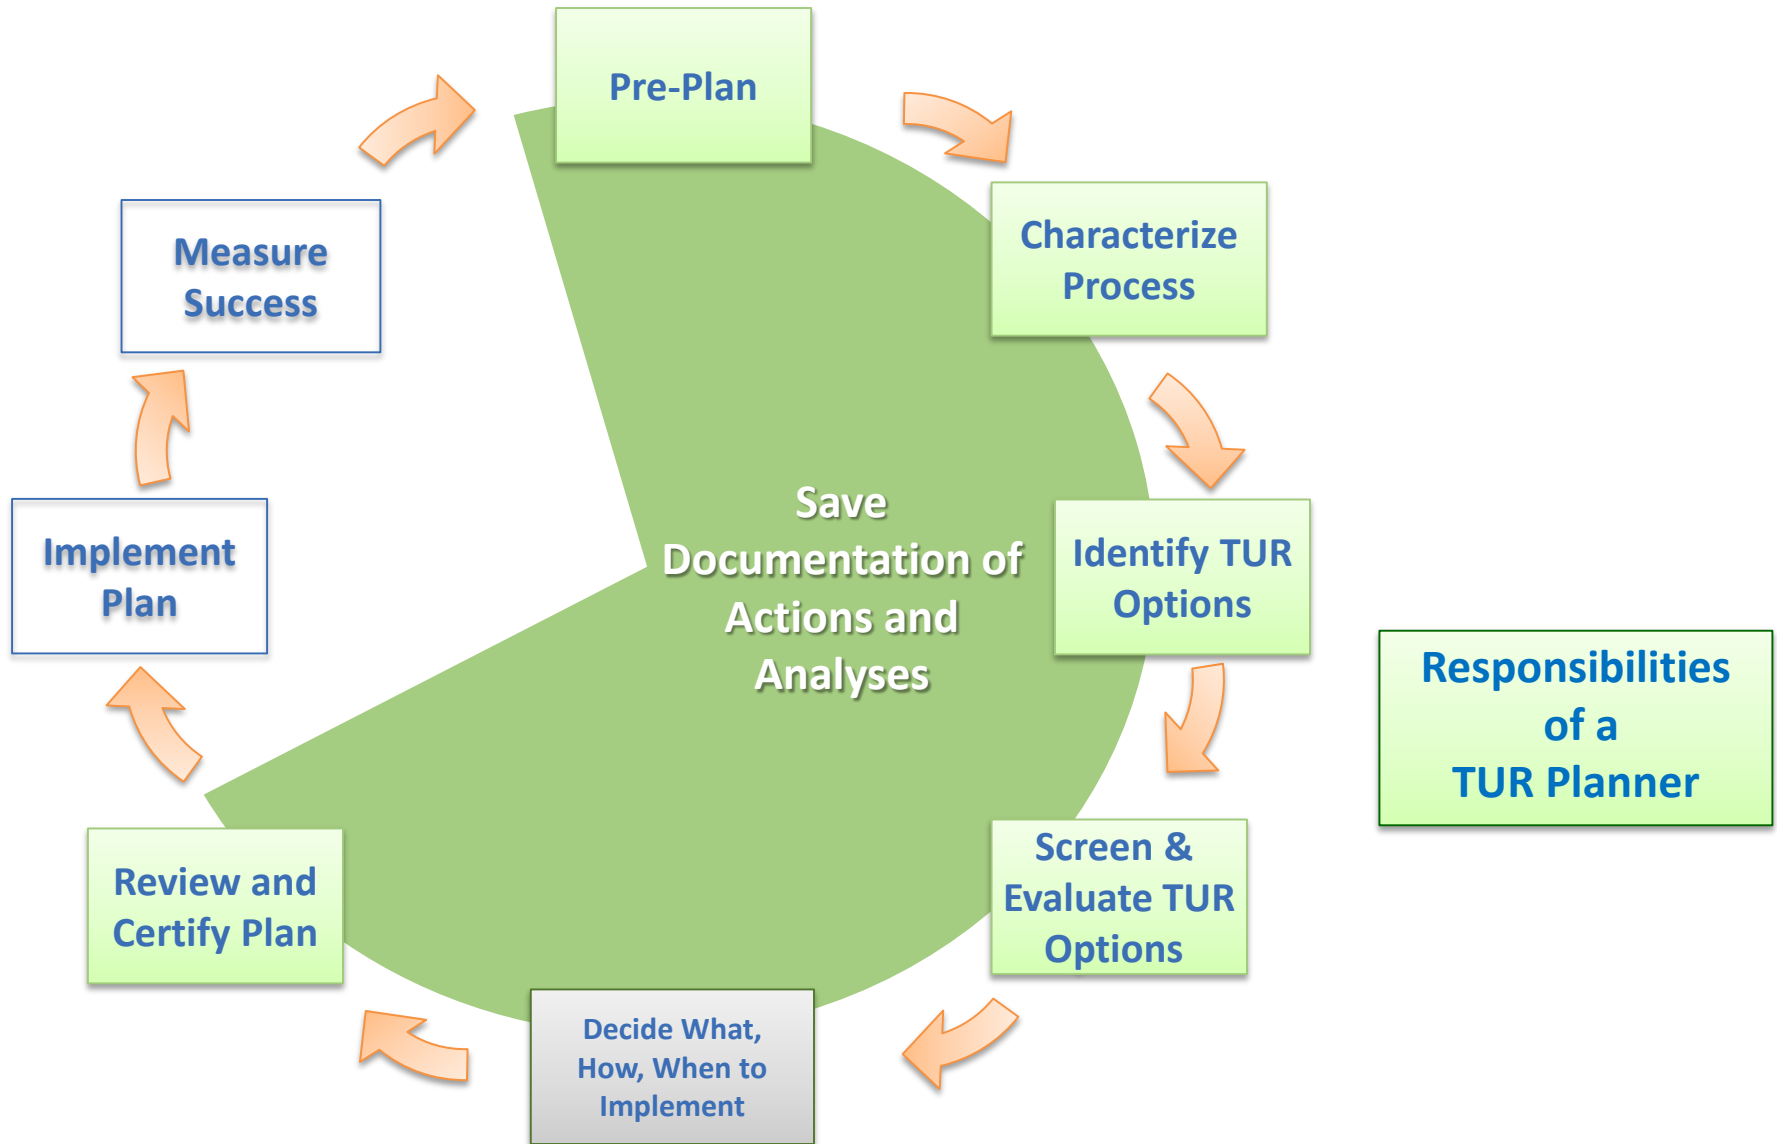 Pre-Plan
Characterize
Process
Identify TUR
Options
Screen &
Evaluate TUR
Options
Decide What,
How, When to
Implement
Review and
Certify Plan
Implement
Plan
Measure
Success
Save
Documentation of
Actions and
Analyses
Responsibilities
of a
TUR Planner